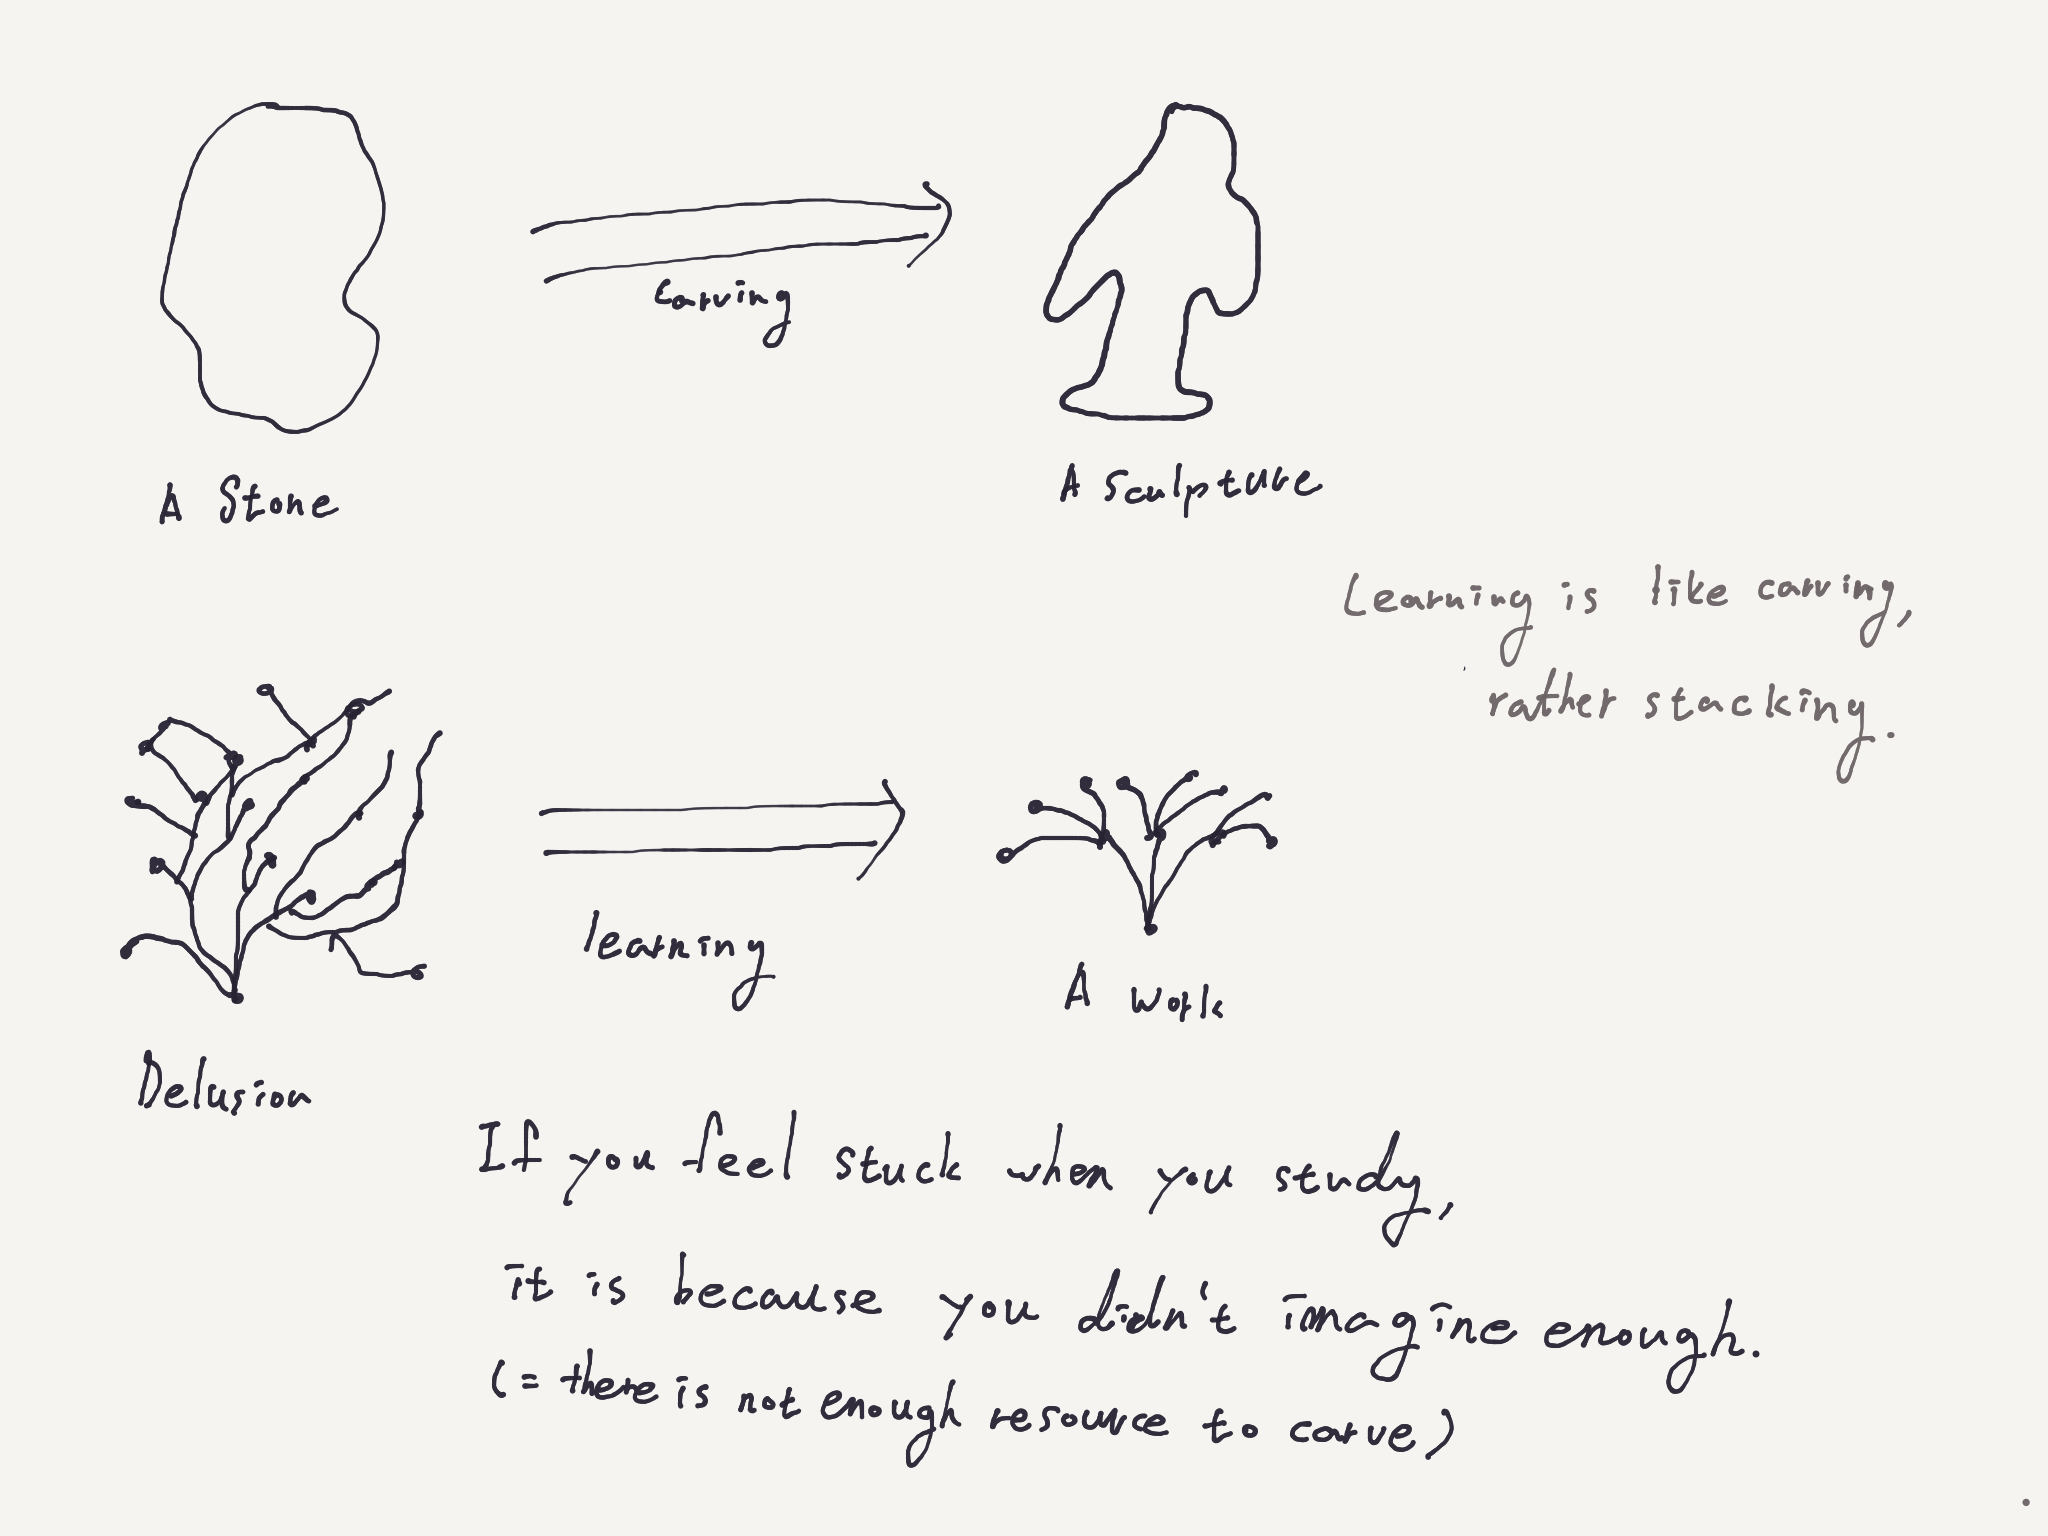 Carving
A Stone
A Sculpture
Learning is like carving,
rather stacking.
learning
A Work
Delusion
If you feel stuck when you study,
it is because you didn't imagine enough.
(= there is not enough resource to carve)